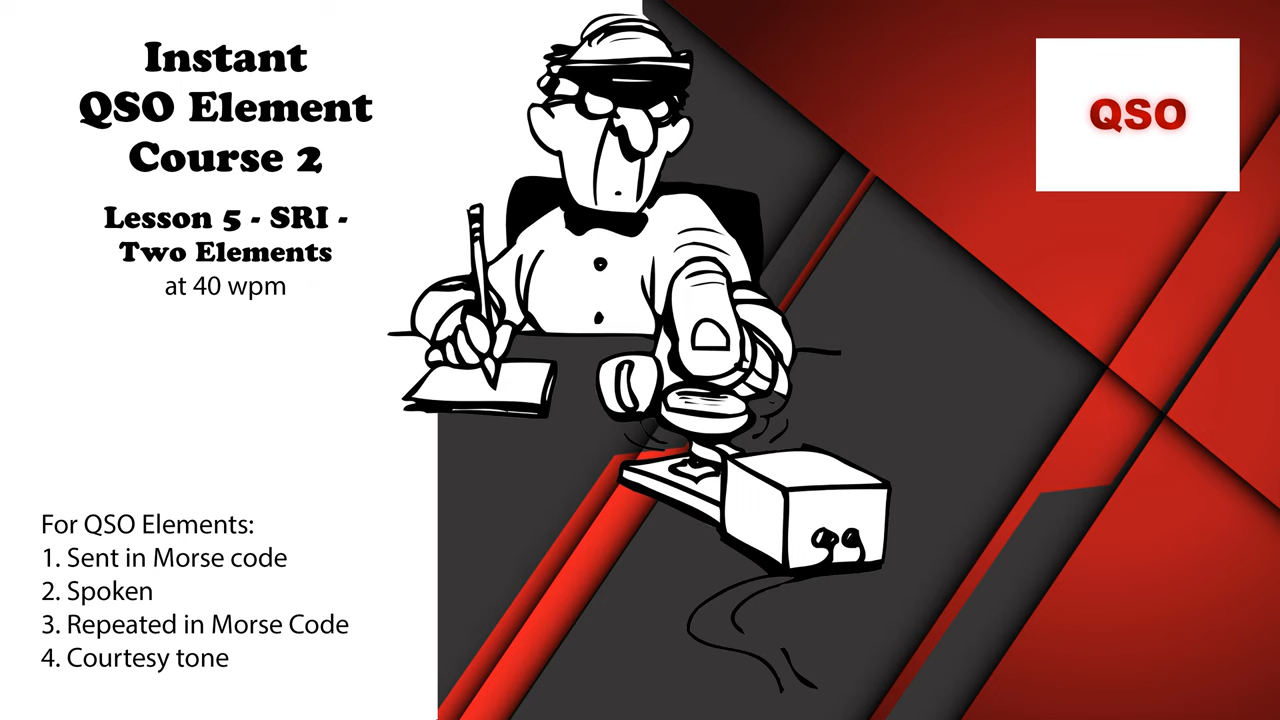 Instant
QSO Element
Course 2
Lesson 5 - SRI -
Two Elements
at 40 wpm
QSO
For QSO Elements:
1. Sent in Morse code
2. Spoken
3. Repeated in Morse Code
4. Courtesy tone